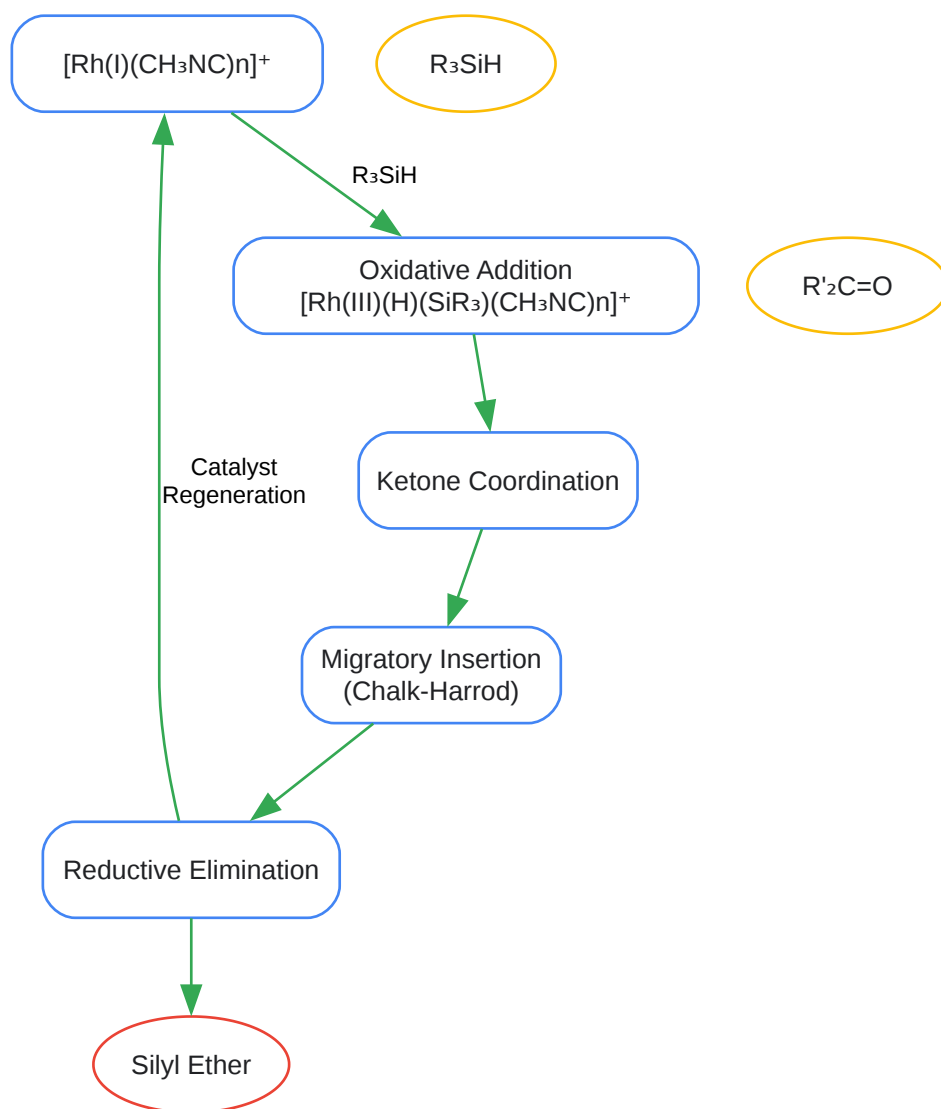 [Rh(I)(CH₃NC)n]⁺
R₃SiH
R₃SiH
Oxidative Addition
[Rh(III)(H)(SiR₃)(CH₃NC)n]⁺
R'₂C=O
Ketone Coordination
Catalyst
Regeneration
Migratory Insertion
(Chalk-Harrod)
Reductive Elimination
Silyl Ether